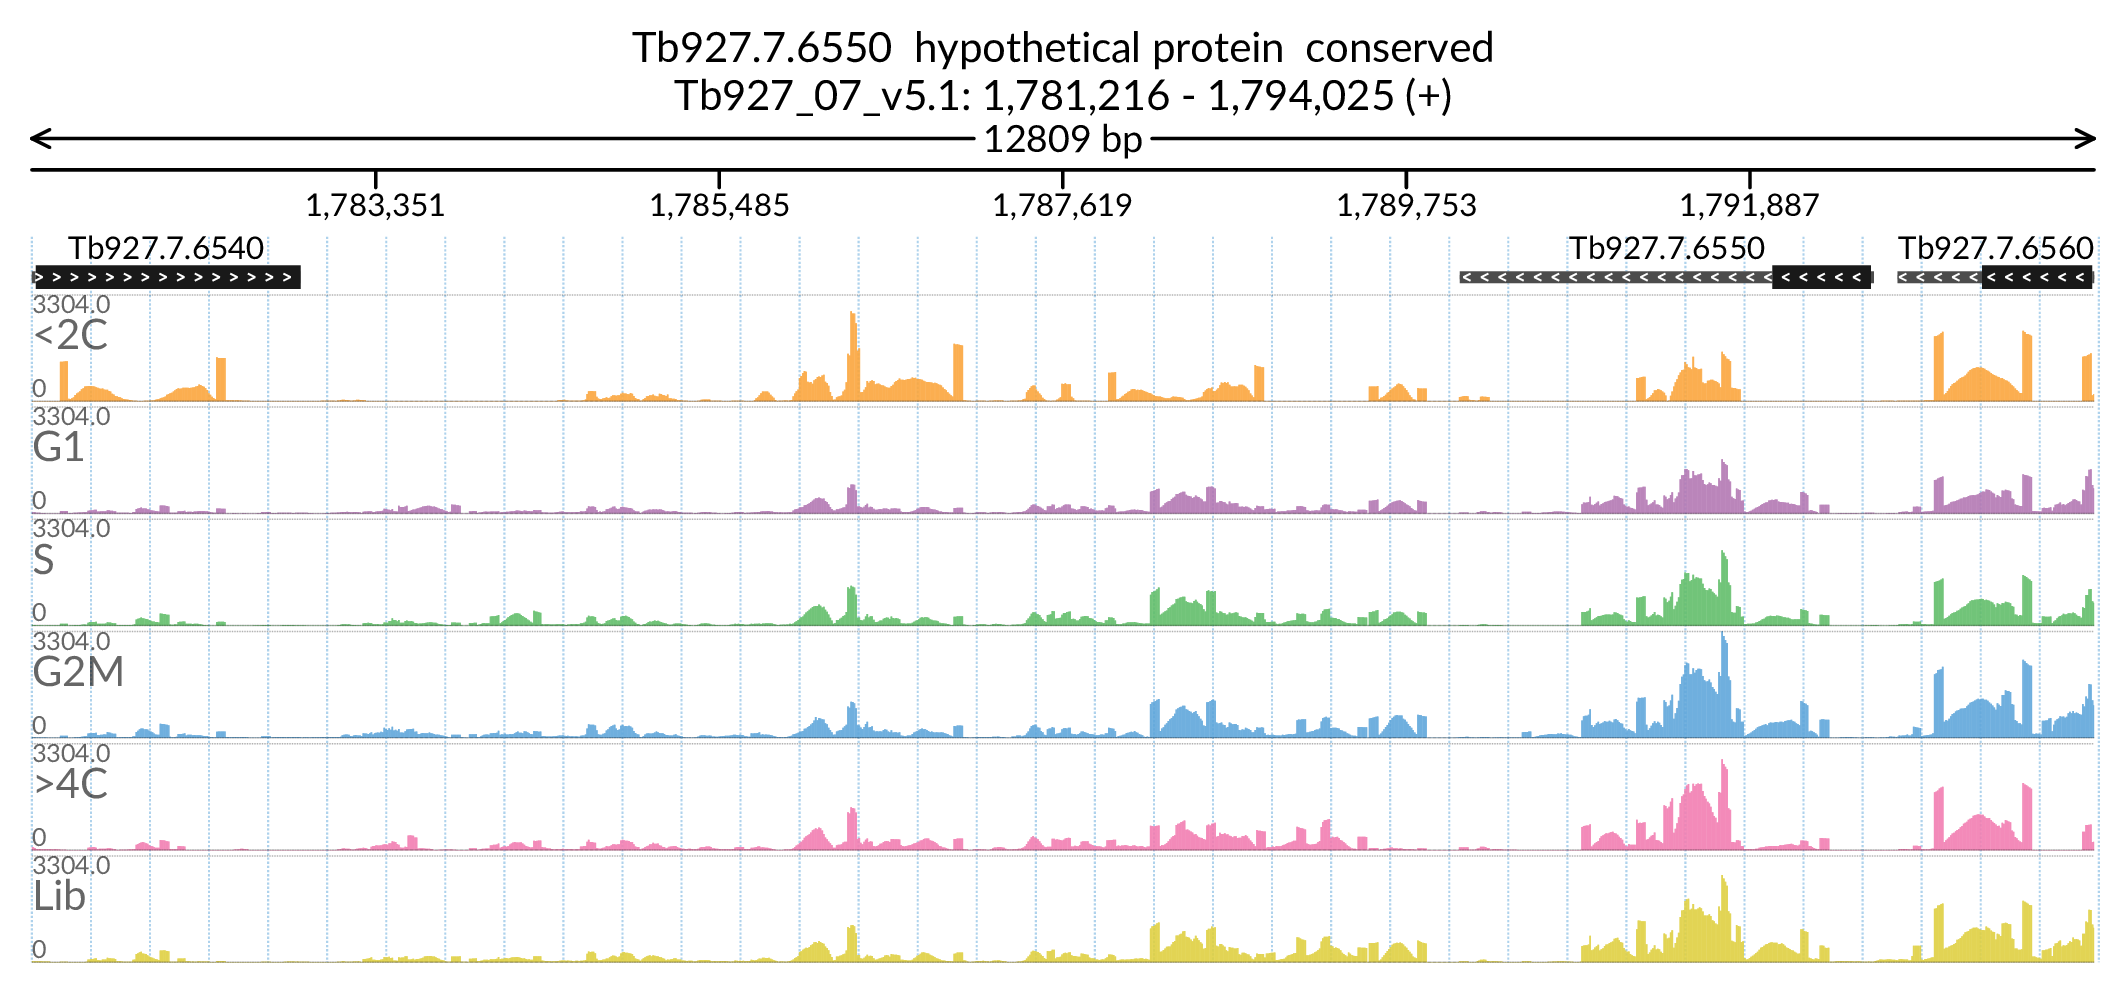 Tb927.7.6550  hypothetical protein  conserved
Tb927_07_v5.1: 1,781,216 - 1,794,025 (+)
12809 bp
1,783,351 1,785,485 1,787,619 1,789,753 1,791,887
Tb927.7.6540 Tb927.7.6550 Tb927.7.6560
3304.0
<2C
0
3304.0
G1
0
3304.0
S
0
3304.0
G2M
0
3304.0
>4C
0
3304.0
Lib
0